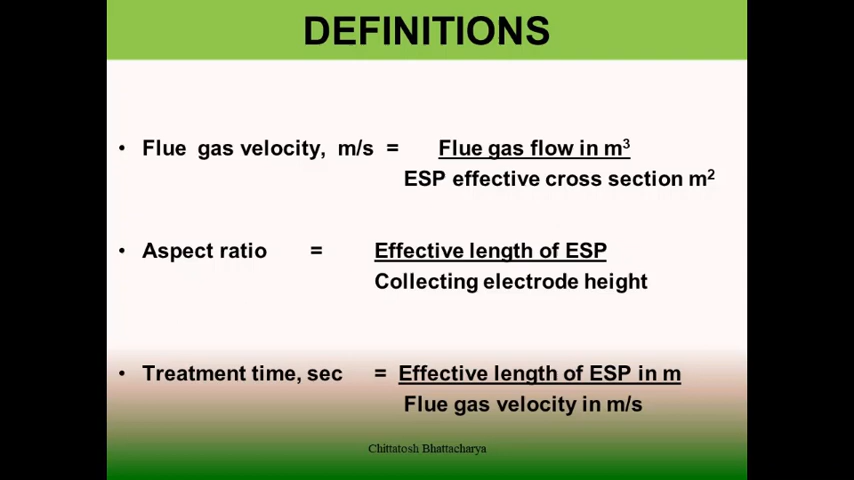 DEFINITIONS
• Flue gas velocity, m/s = Flue gas flow in m³
ESP effective cross section m²
• Aspect ratio = Effective length of ESP
Collecting electrode height
• Treatment time, sec = Effective length of ESP in m
Flue gas velocity in m/s
Chittatosh Bhattacharya